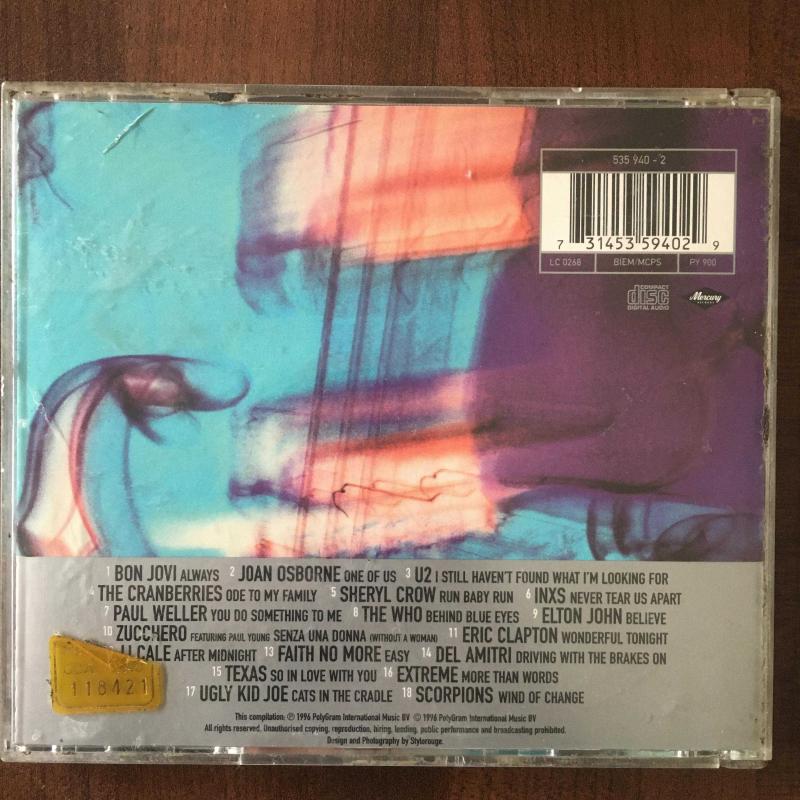 535 940 - 2
7 31453 59402 9
LC 0268 BIEM/MCPS PY 900
COMPACT disc DIGITAL AUDIO
Mercury
1 BON JOVI ALWAYS 2 JOAN OSBORNE ONE OF US 3 U2 I STILL HAVEN'T FOUND WHAT I'M LOOKING FOR
4 THE CRANBERRIES ODE TO MY FAMILY 5 SHERYL CROW RUN BABY RUN 6 INXS NEVER TEAR US APART
7 PAUL WELLER YOU DO SOMETHING TO ME 8 THE WHO BEHIND BLUE EYES 9 ELTON JOHN BELIEVE
10 ZUCCHERO FEATURING PAUL YOUNG SENZA UNA DONNA (WITHOUT A WOMAN) 11 ERIC CLAPTON WONDERFUL TONIGHT
CALE AFTER MIDNIGHT 13 FAITH NO MORE EASY 14 DEL AMITRI DRIVING WITH THE BRAKES ON
15 TEXAS SO IN LOVE WITH YOU 16 EXTREME MORE THAN WORDS
17 UGLY KID JOE CATS IN THE CRADLE 18 SCORPIONS WIND OF CHANGE
118421
This compilation: ℗ 1996 PolyGram International Music BV © 1996 PolyGram International Music BV
All rights reserved. Unauthorised copying, reproduction, hiring, lending, public performance and broadcasting prohibited.
Design and Photography by Stylorouge.